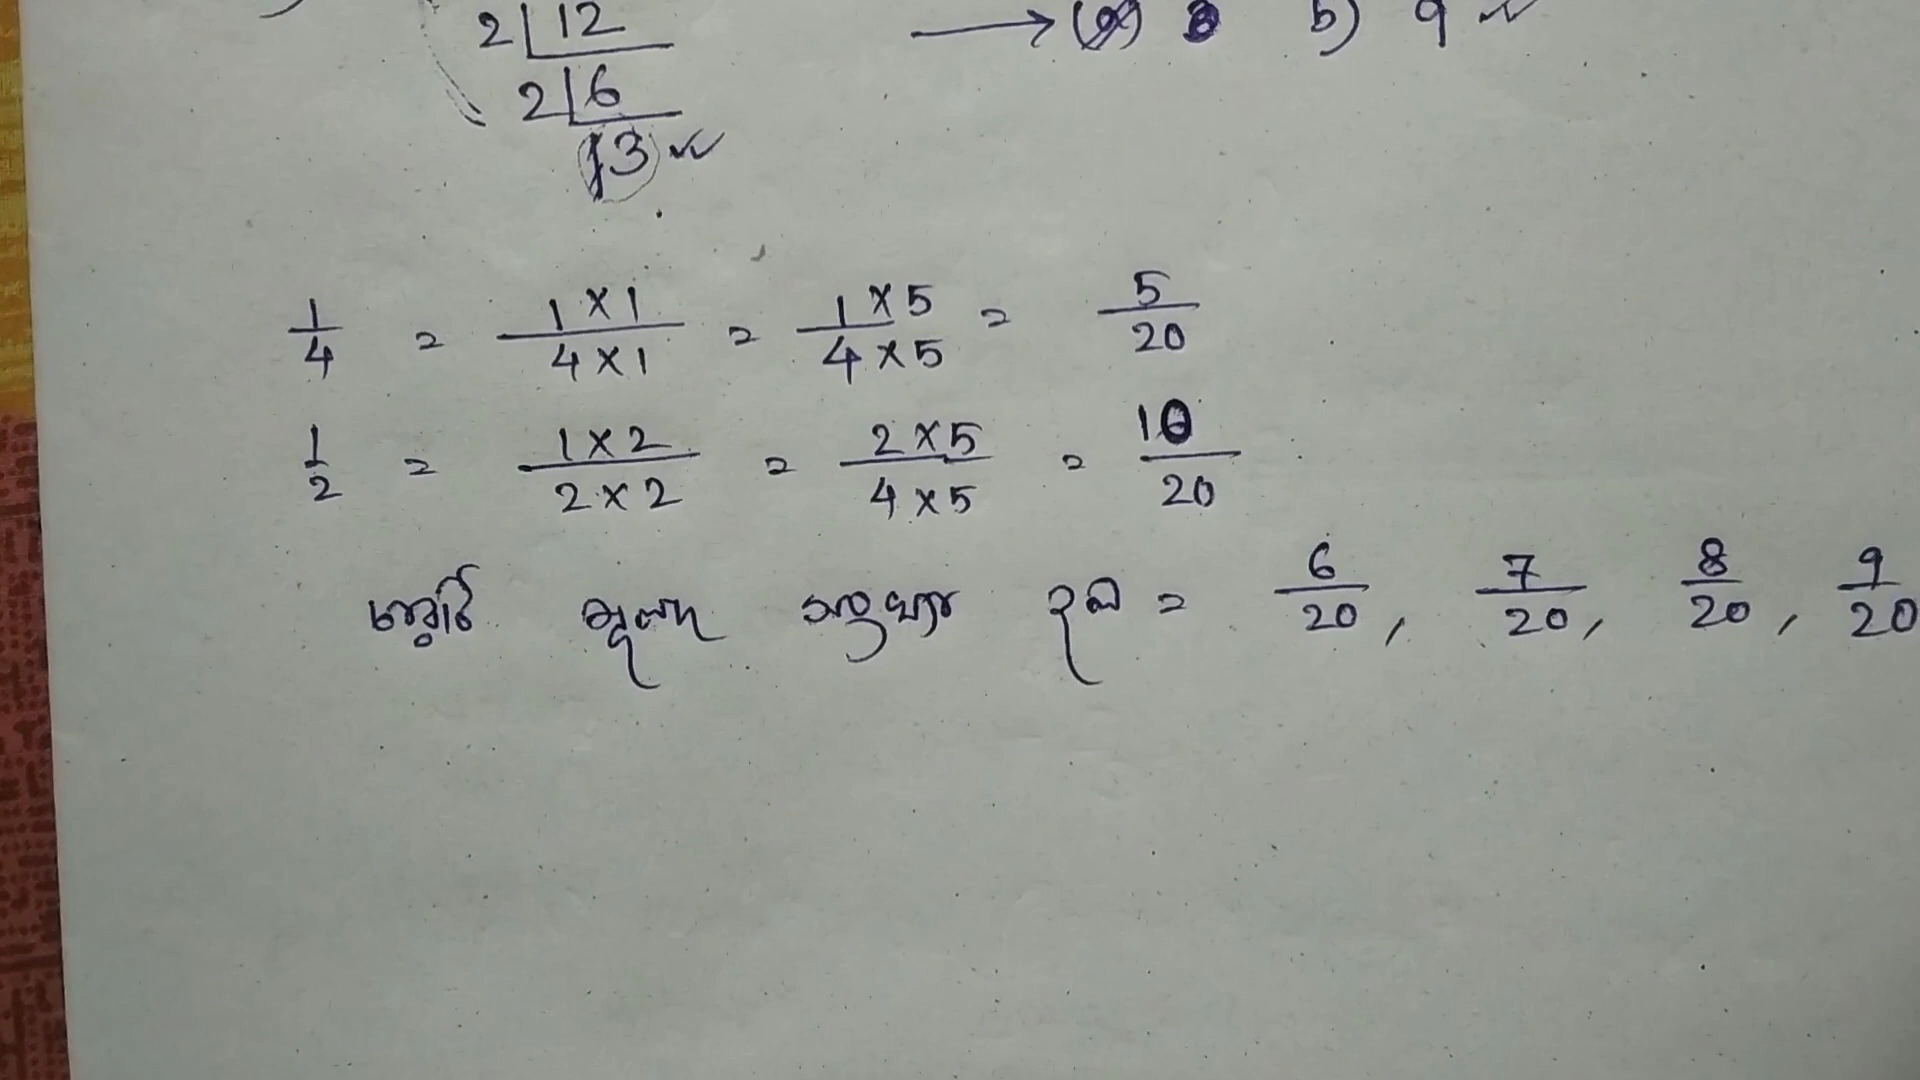 2 | 12 → (a) 3 b) 9
2 | 6
3
1/4 = 1×1/4×1 = 1×5/4×5 = 5/20
1/2 = 1×2/2×2 = 2×5/4×5 = 10/20
= 6/20, 7/20, 8/20, 9/20